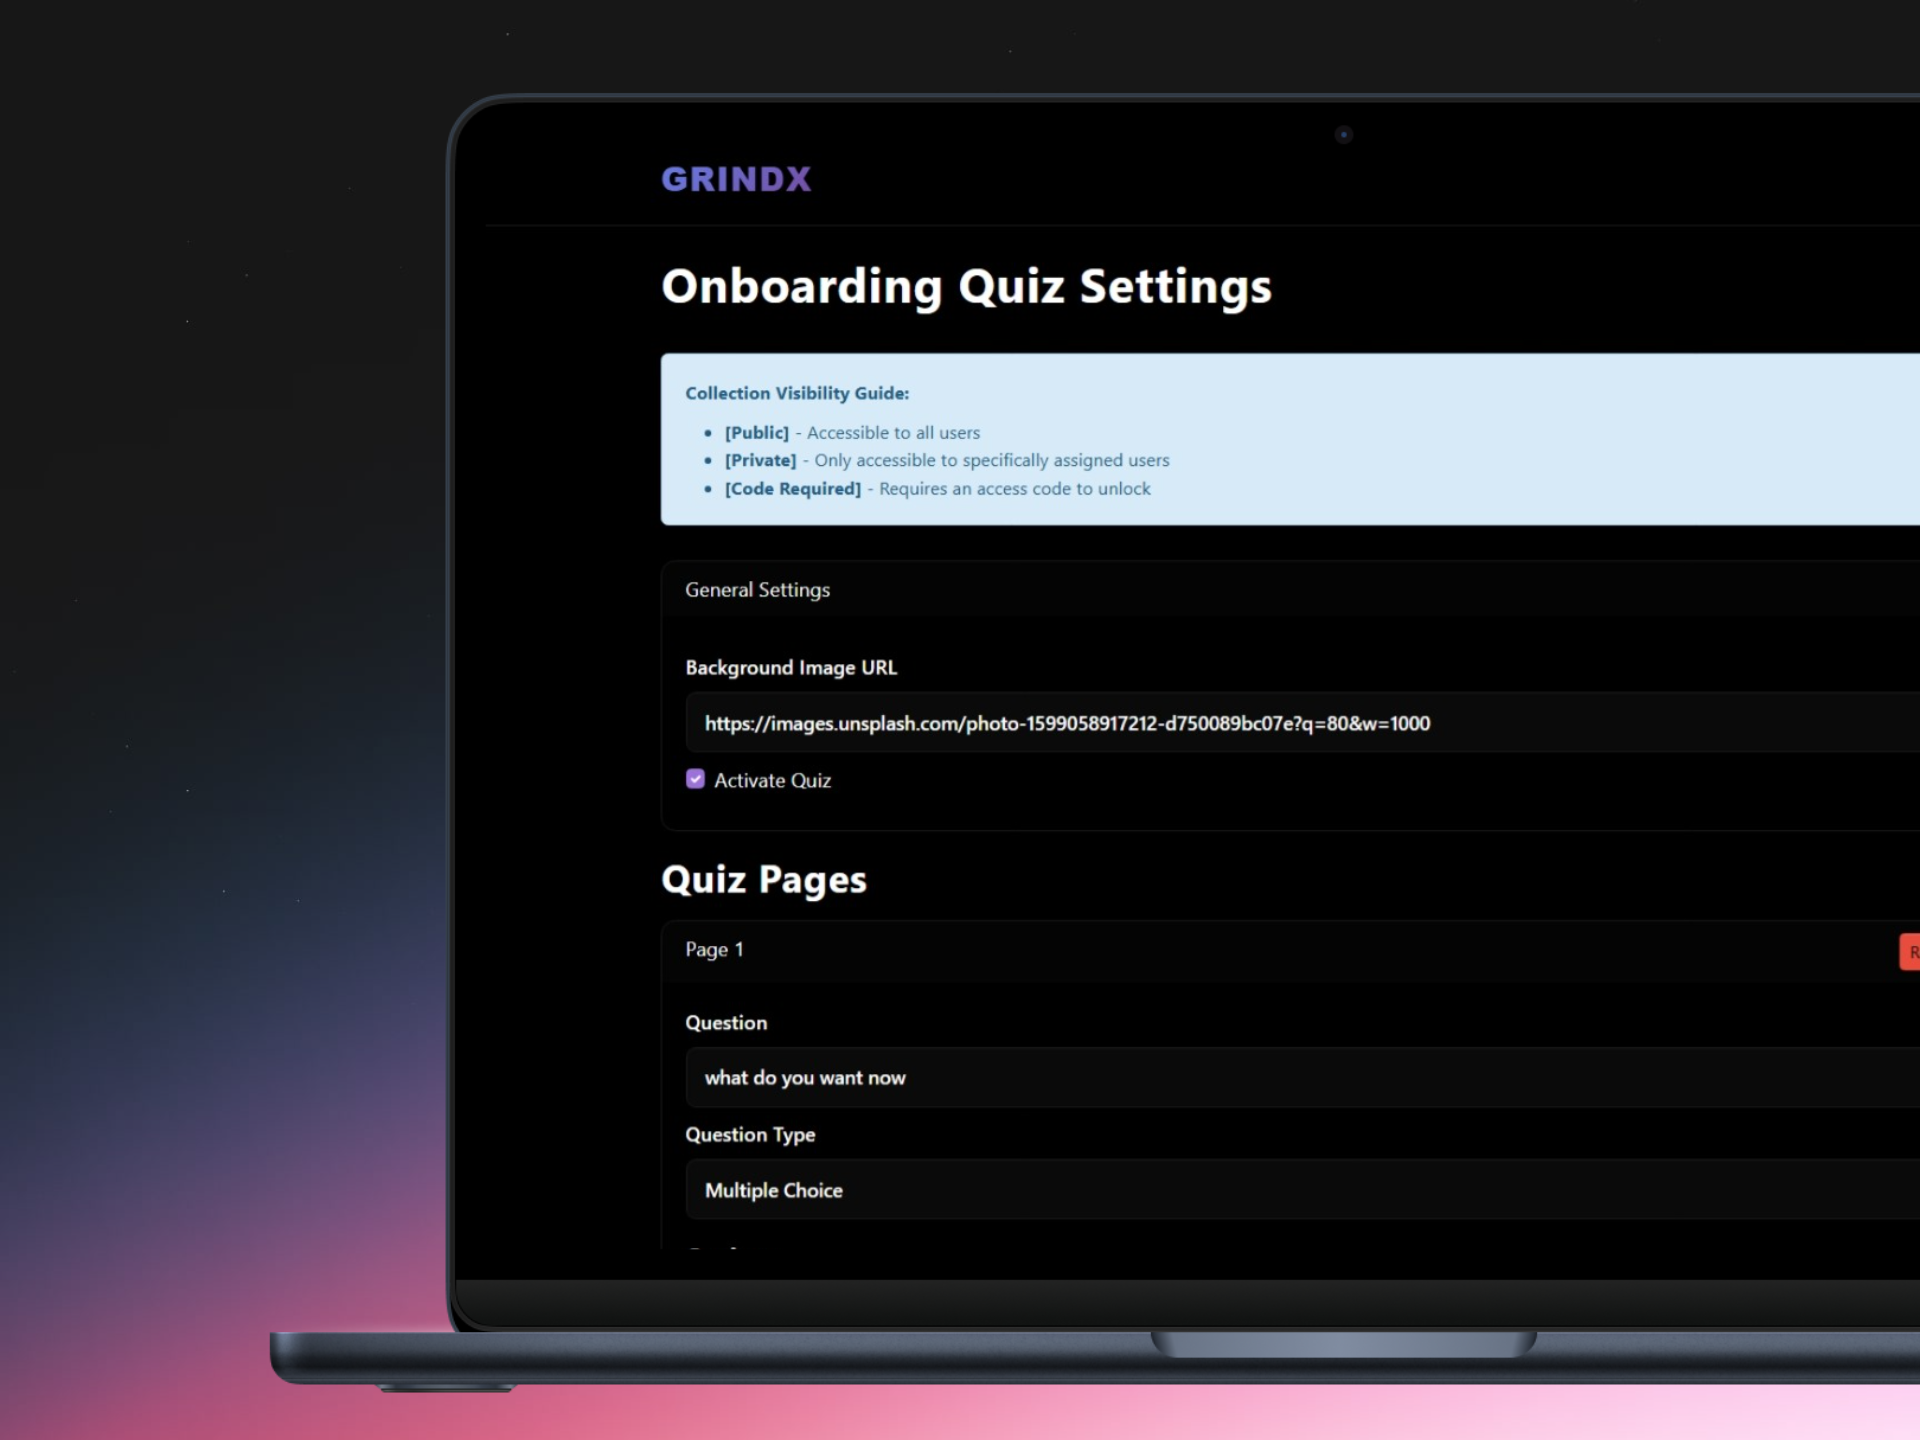 GRINDX
Onboarding Quiz Settings
Collection Visibility Guide:
• [Public] - Accessible to all users
• [Private] - Only accessible to specifically assigned users
• [Code Required] - Requires an access code to unlock
General Settings
Background Image URL
https://images.unsplash.com/photo-1599058917212-d750089bc07e?q=80&w=1000
Activate Quiz
Quiz Pages
Page 1
Question
what do you want now
Question Type
Multiple Choice